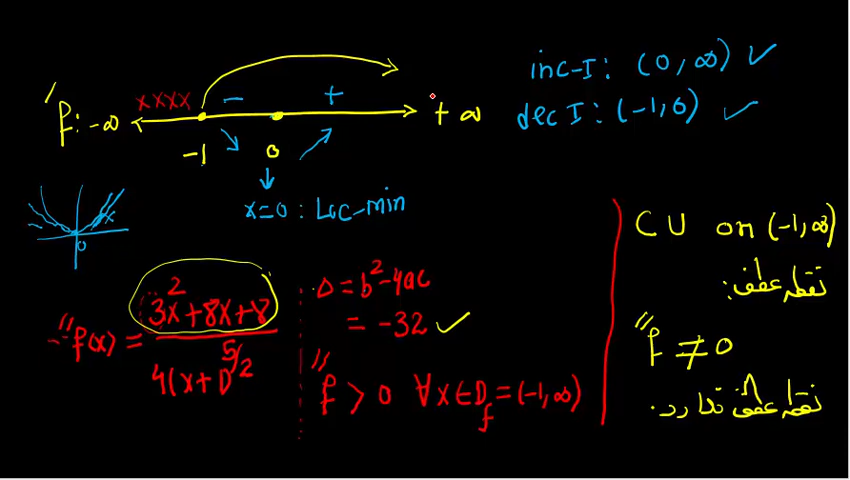 f': -∞ xxxx - + + ∞
-1 0
x=0 : Loc-min
inc-I: (0, ∞) ✓
dec I: (-1, 0) ✓
0
f''(x) = 3x²+8x+8 / 4(x+1)^5/2
Δ = b²-4ac
= -32 ✓
f'' > 0 ∀x∈D_f = (-1, ∞)
CU on (-1, ∞)
نقطه عطف:
f'' ≠ 0
نقطه عطف ندارد.